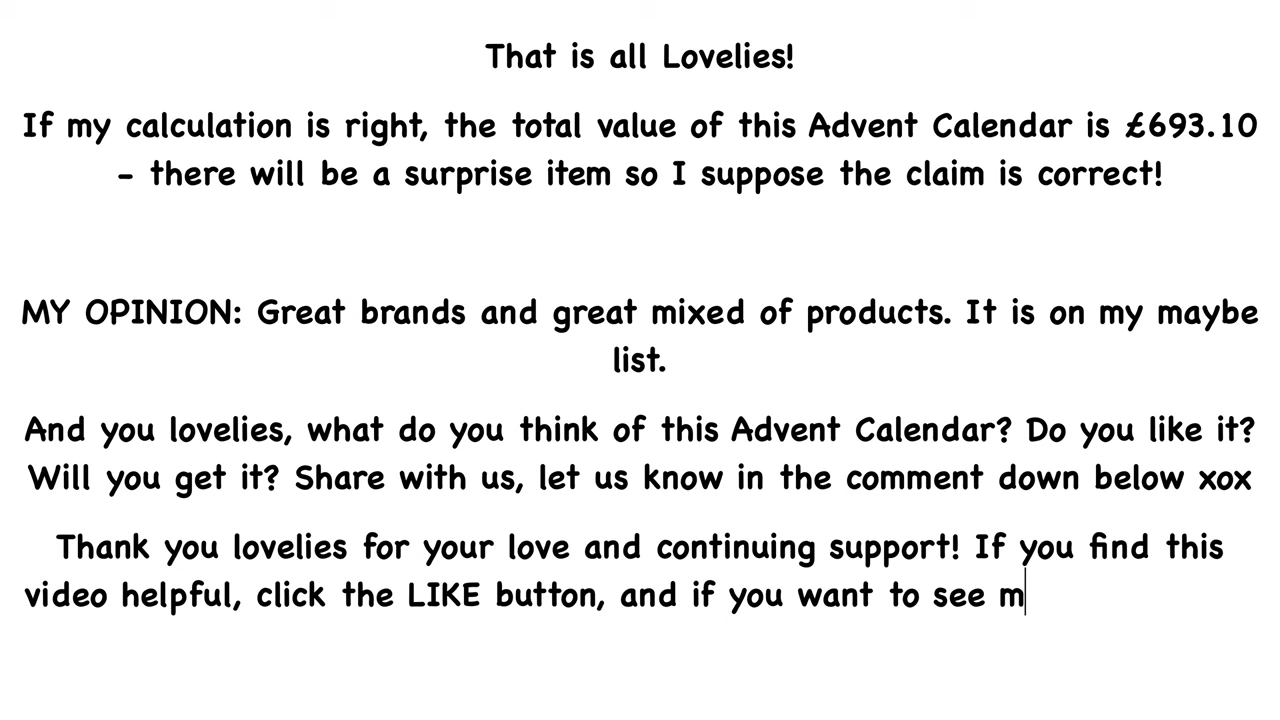 That is all Lovelies!
If my calculation is right, the total value of this Advent Calendar is £693.10
- there will be a surprise item so I suppose the claim is correct!
MY OPINION: Great brands and great mixed of products. It is on my maybe
list.
And you lovelies, what do you think of this Advent Calendar? Do you like it?
Will you get it? Share with us, let us know in the comment down below xox
Thank you lovelies for your love and continuing support! If you find this
video helpful, click the LIKE button, and if you want to see m